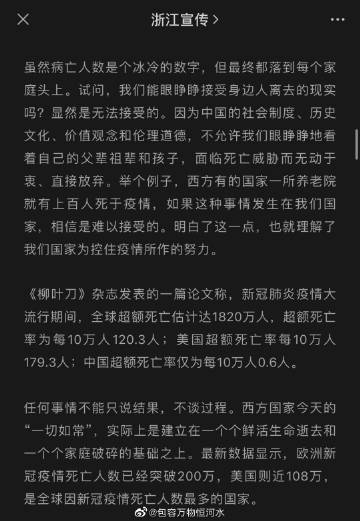 浙江宣传
虽然病亡人数是个冰冷的数字，但最终都落到每个家
庭头上。试问，我们能眼睁睁接受身边人离去的现实
吗？显然是无法接受的。因为中国的社会制度、历史
文化、价值观念和伦理道德，不允许我们眼睁睁地看
着自己的父辈祖辈和孩子，面临死亡威胁而无动于
衷、直接放弃。举个例子，西方有的国家一所养老院
就有上百人死于疫情，如果这种事情发生在我们国
家，相信是难以接受的。明白了这一点，也就理解了
我们国家为控住疫情所作的努力。
《柳叶刀》杂志发表的一篇论文称，新冠肺炎疫情大
流行期间，全球超额死亡估计达1820万人，超额死亡
率为每10万人120.3人；美国超额死亡率每10万人
179.3人；中国超额死亡率仅为每10万人0.6人。
任何事情不能只说结果，不谈过程。西方国家今天的
“一切如常”，实际上是建立在一个个鲜活生命逝去和
一个个家庭破碎的基础之上。最新数据显示，欧洲新
冠疫情死亡人数已经突破200万，美国则近108万，
是全球因新冠疫情死亡人数最多的国家。
@包容万物恒河水